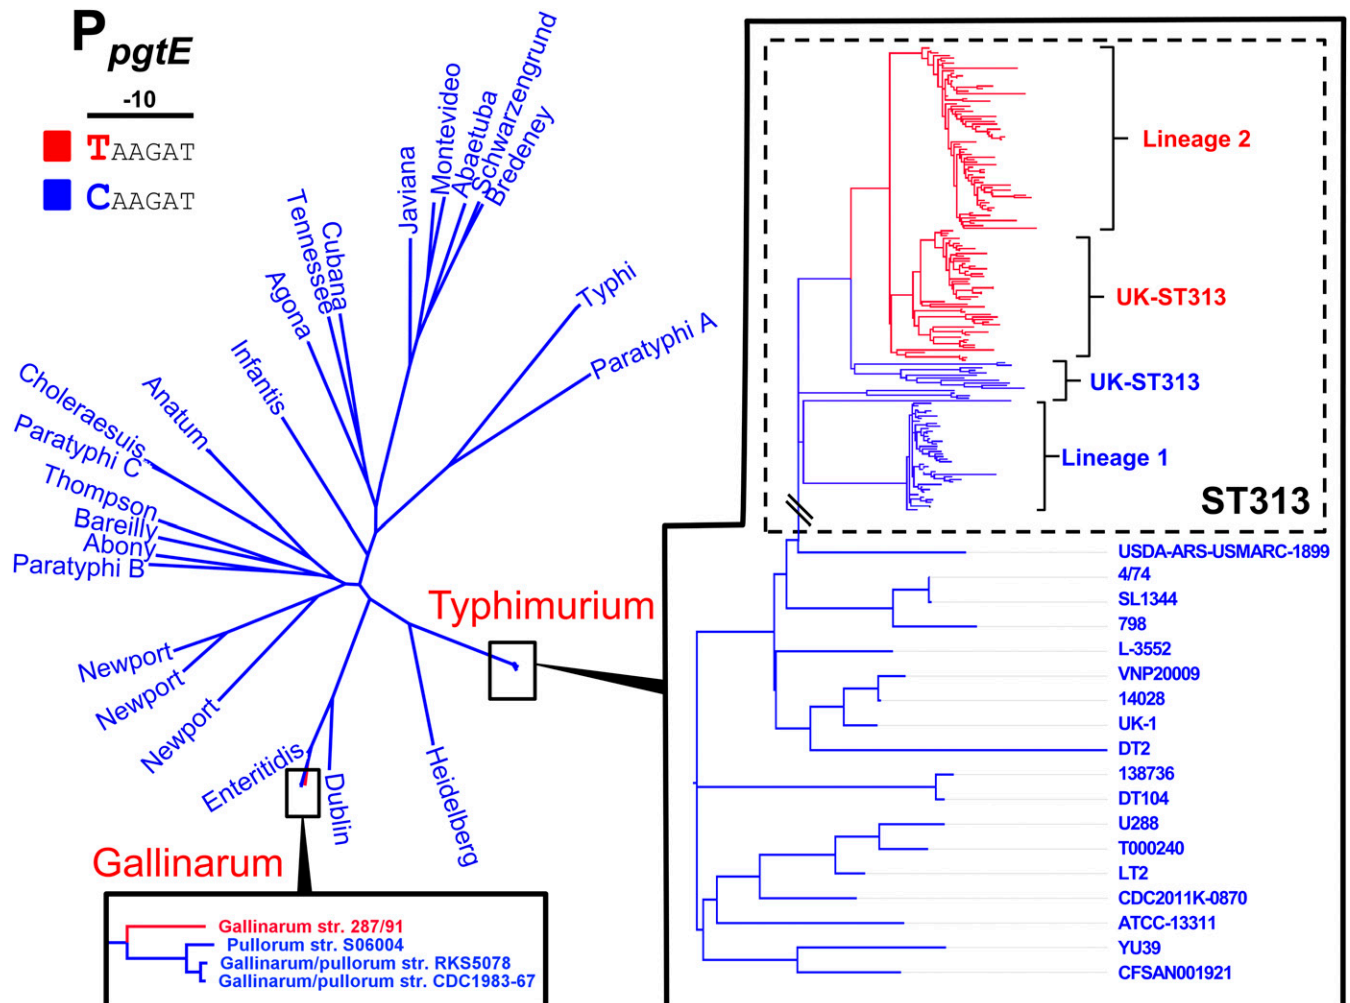 P pgtE
-10
TAAGAT
CAAGAT
Javiana
Montevideo
Abaetuba
Schwarzengrund
Bredeney
Tennessee
Cubana
Agona
Typhi
Paratyphi A
Infantis
Anatum
Choleraesuis
Paratyphi C
Thompson
Bareilly
Abony
Paratyphi B
Newport
Newport
Newport
Enteritidis
Dublin
Heidelberg
Typhimurium
Gallinarum
Gallinarum str. 287/91
Pullorum str. S06004
Gallinarum/pullorum str. RKS5078
Gallinarum/pullorum str. CDC1983-67
Lineage 2
UK-ST313
UK-ST313
Lineage 1
ST313
USDA-ARS-USMARC-1899
4/74
SL1344
798
L-3552
VNP20009
14028
UK-1
DT2
138736
DT104
U288
T000240
LT2
CDC2011K-0870
ATCC-13311
YU39
CFSAN001921